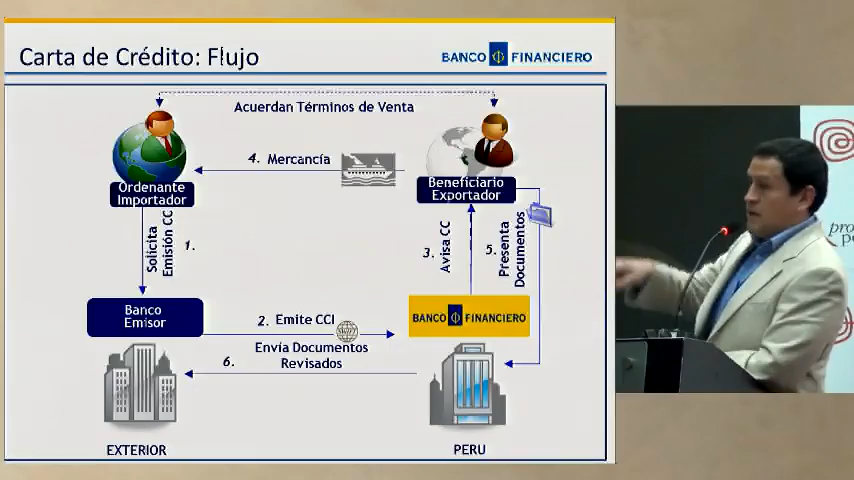 Carta de Crédito: Flujo
BANCO FINANCIERO
Acuerdan Términos de Venta
4. Mercancía
Ordenante
Importador
Beneficiario
Exportador
Solicita
Emisión CC
1.
3.
Avisa CC
5.
Presenta
Documentos
Banco
Emisor
2. Emite CCI
BANCO FINANCIERO
Envía Documentos
Revisados
6.
EXTERIOR
PERU